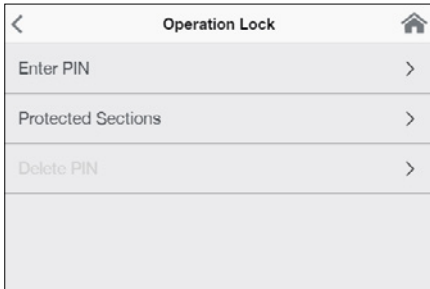 Operation Lock
Enter PIN
Protected Sections
Delete PIN